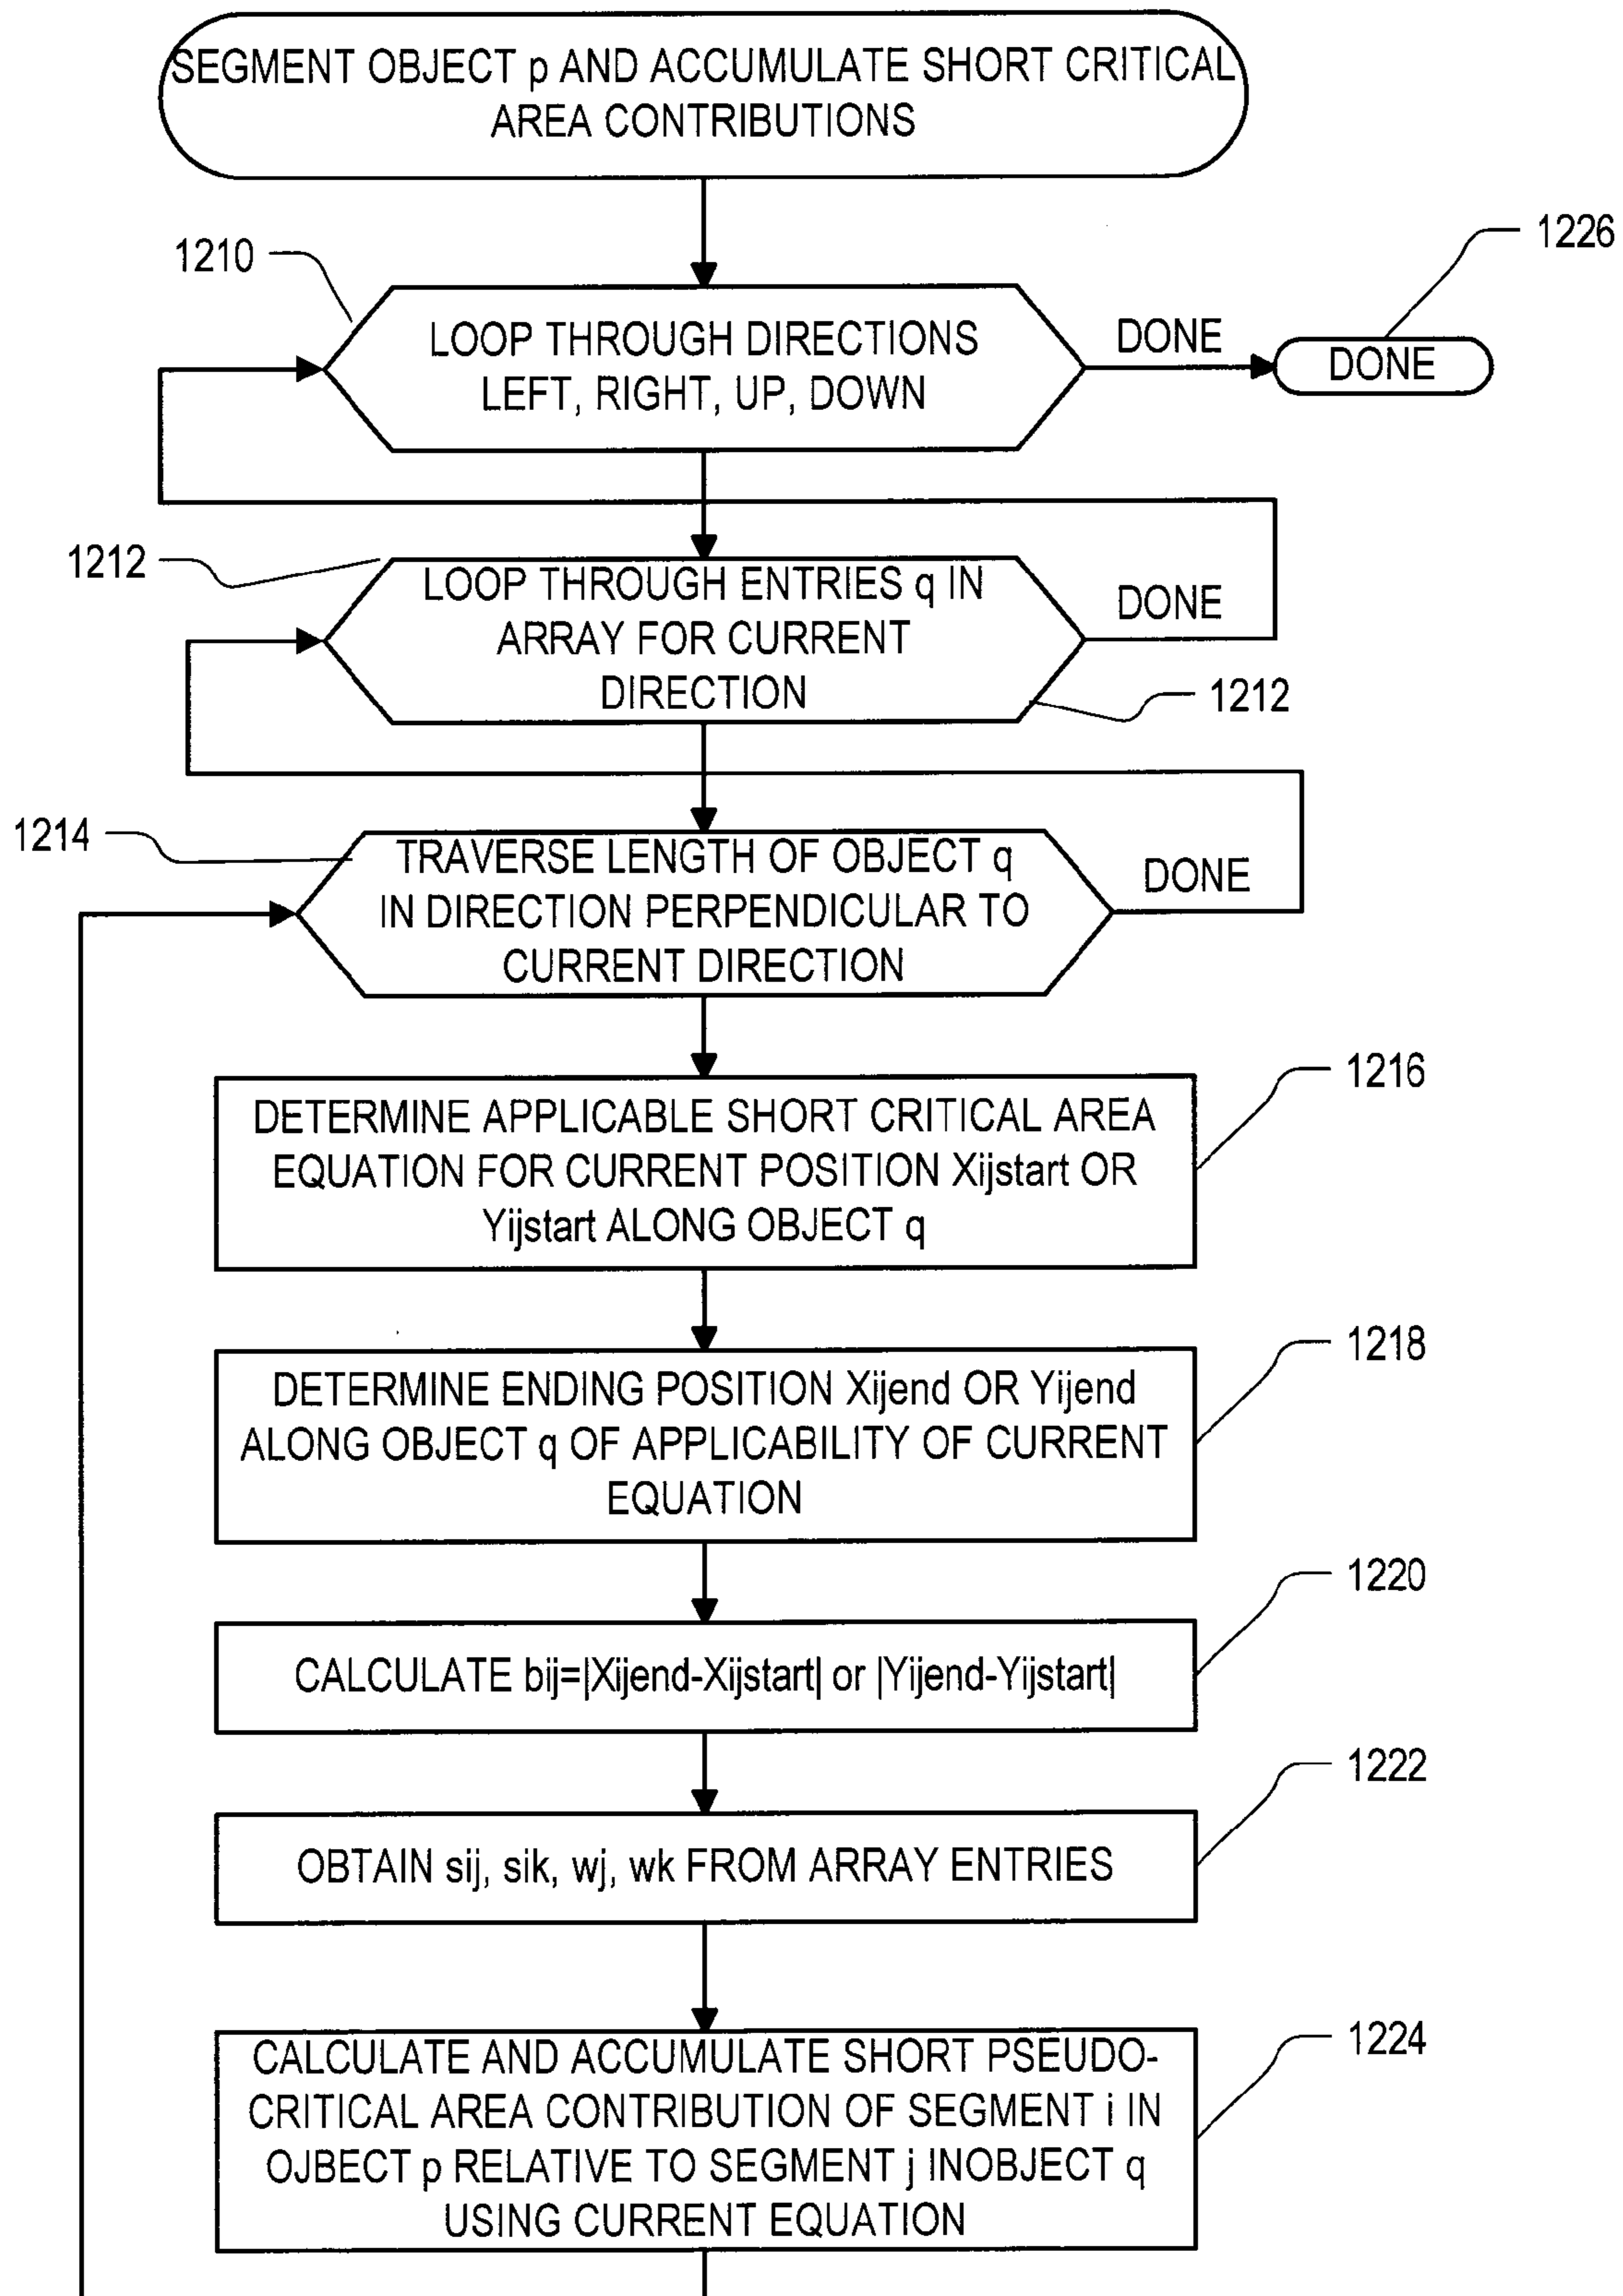 SEGMENT OBJECT p AND ACCUMULATE SHORT CRITICAL
AREA CONTRIBUTIONS
1210
1226
LOOP THROUGH DIRECTIONS
LEFT, RIGHT, UP, DOWN
DONE
DONE
1212
LOOP THROUGH ENTRIES q IN
ARRAY FOR CURRENT
DIRECTION
DONE
1212
1214
TRAVERSE LENGTH OF OBJECT q
IN DIRECTION PERPENDICULAR TO
CURRENT DIRECTION
DONE
1216
DETERMINE APPLICABLE SHORT CRITICAL AREA
EQUATION FOR CURRENT POSITION Xijstart OR
Yijstart ALONG OBJECT q
1218
DETERMINE ENDING POSITION Xijend OR Yijend
ALONG OBJECT q OF APPLICABILITY OF CURRENT
EQUATION
1220
CALCULATE bij=|Xijend-Xijstart| or |Yijend-Yijstart|
1222
OBTAIN sij, sik, wj, wk FROM ARRAY ENTRIES
1224
CALCULATE AND ACCUMULATE SHORT PSEUDO-
CRITICAL AREA CONTRIBUTION OF SEGMENT i IN
OJBECT p RELATIVE TO SEGMENT j INOBJECT q
USING CURRENT EQUATION